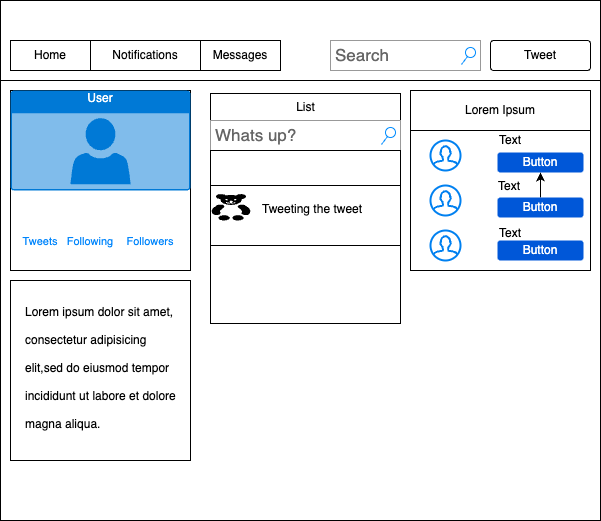 Home
Notifications
Messages
Search
Tweet
User
Tweets Following Followers
Lorem ipsum dolor sit amet,
consectetur adipisicing
elit,sed do eiusmod tempor
incididunt ut labore et dolore
magna aliqua.
List
Whats up?
Tweeting the tweet
Lorem Ipsum
Text
Button
Text
Button
Text
Button